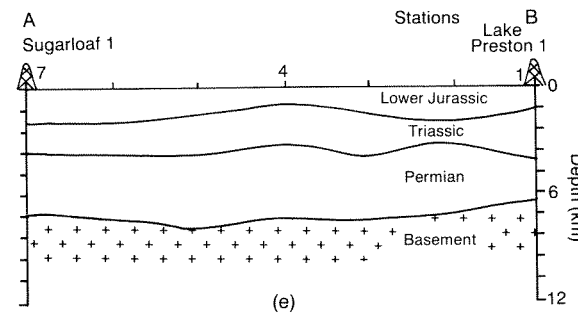 A
Stations
B
Sugarloaf 1
Lake
Preston 1
7
4
1
0
Lower Jurassic
Triassic
Permian
6
Depth (km)
Basement
12
(e)